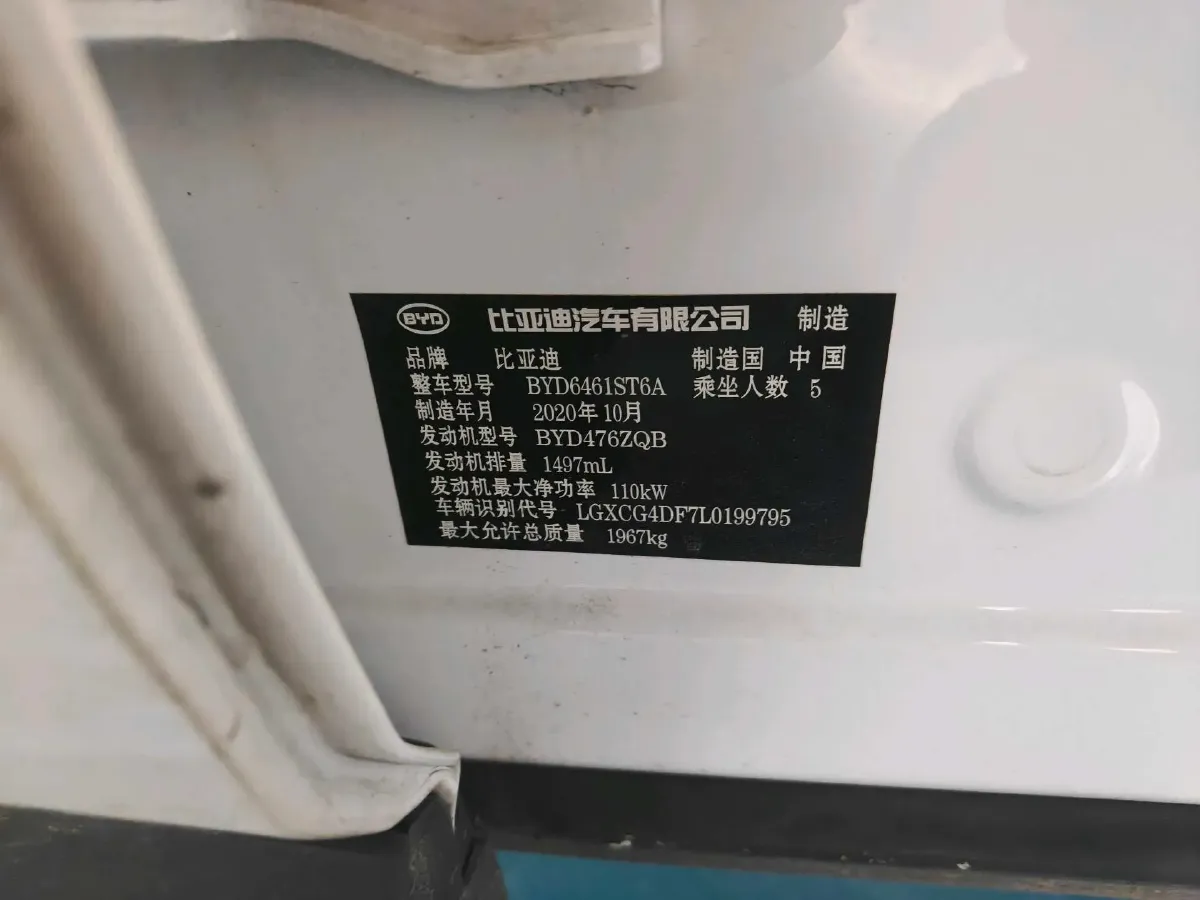 BYD 比亚迪汽车有限公司 制造
品牌 比亚迪 制造国 中国
整车型号 BYD6461ST6A 乘坐人数 5
制造年月 2020年10月
发动机型号 BYD476ZQB
发动机排量 1497mL
发动机最大净功率 110kW
车辆识别代号 LGXCG4DF7L0199795
最大允许总质量 1967kg